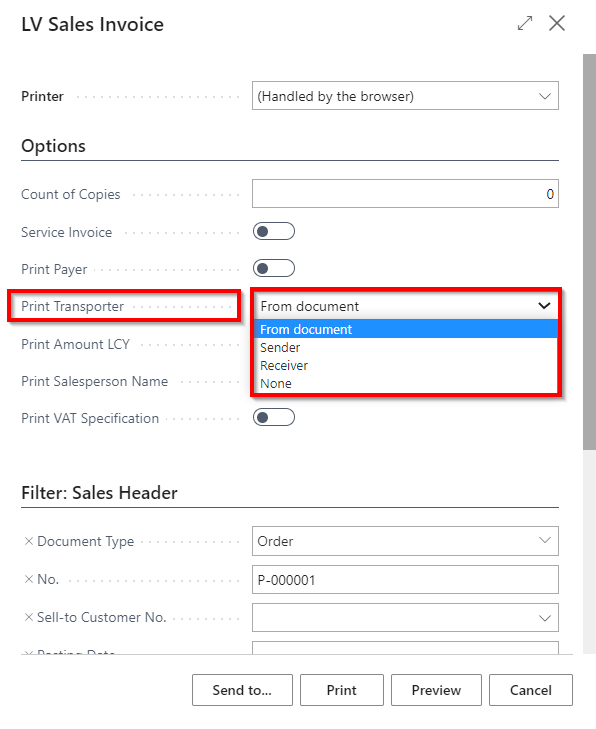 LV Sales Invoice
Printer (Handled by the browser)
Options
Count of Copies 0
Service Invoice
Print Payer
Print Transporter From document
From document
Sender
Print Amount LCY
Receiver
Print Salesperson Name
None
Print VAT Specification
Filter: Sales Header
Document Type Order
No. P-000001
Sell-to Customer No.
Posting Date
Send to... Print Preview Cancel